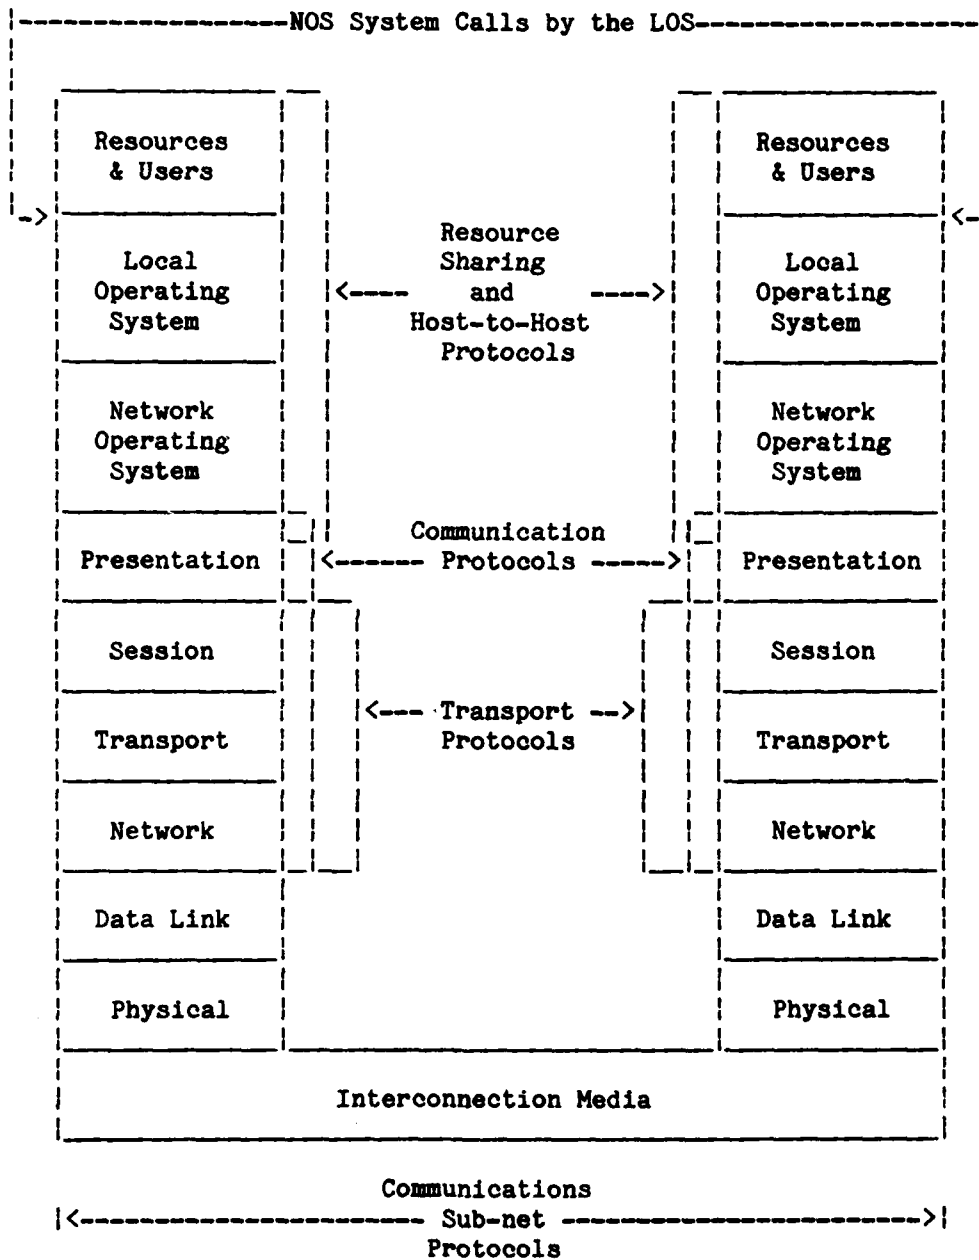 NOS System Calls by the LOS
Resources
& Users
Resources
& Users
Local
Operating
System
Resource
Sharing
and
Host-to-Host
Protocols
Local
Operating
System
Network
Operating
System
Network
Operating
System
Presentation
Communication
Protocols
Presentation
Session
Session
Transport
Transport
Protocols
Transport
Network
Network
Data Link
Data Link
Physical
Physical
Interconnection Media
Communications
Sub-net
Protocols